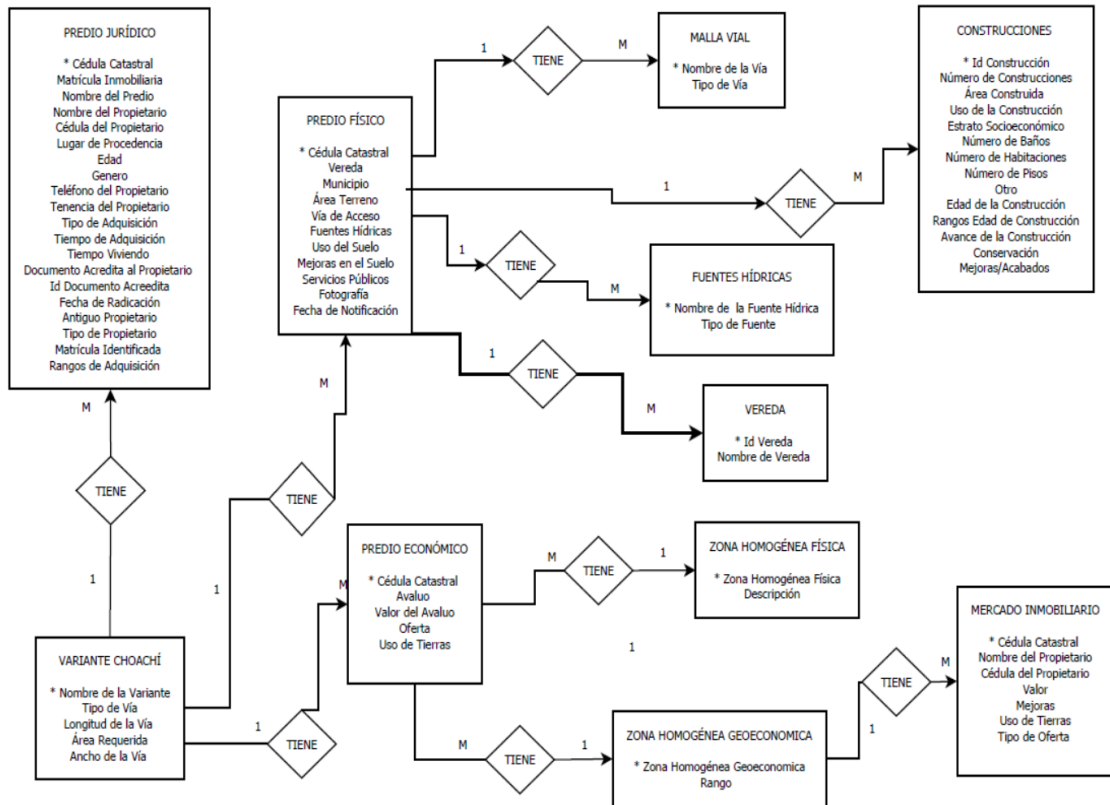 PREDIO JURÍDICO
* Cédula Catastral
Matrícula Inmobiliaria
Nombre del Predio
Nombre del Propietario
Cédula del Propietario
Lugar de Procedencia
Edad
Genero
Teléfono del Propietario
Tenencia del Propietario
Tipo de Adquisición
Tiempo de Adquisición
Tiempo Viviendo
Documento Acredita al Propietario
Id Documento Acreedita
Fecha de Radicación
Antiguo Propietario
Tipo de Propietario
Matrícula Identificada
Rangos de Adquisición
M
TIENE
1
VARIANTE CHOACHÍ
* Nombre de la Variante
Tipo de Vía
Longitud de la Vía
Área Requerida
Ancho de la Vía
1
TIENE
M
1
TIENE
M
PREDIO FÍSICO
* Cédula Catastral
Vereda
Municipio
Área Terreno
Vía de Acceso
Fuentes Hídricas
Uso del Suelo
Mejoras en el Suelo
Servicios Públicos
Fotografía
Fecha de Notificación
1
TIENE
M
MALLA VIAL
* Nombre de la Vía
Tipo de Vía
1
TIENE
M
CONSTRUCCIONES
* Id Construcción
Número de Construcciones
Área Construida
Uso de la Construcción
Estrato Socioeconómico
Número de Baños
Número de Habitaciones
Número de Pisos
Otro
Edad de la Construcción
Rangos Edad de Construcción
Avance de la Construcción
Conservación
Mejoras/Acabados
1
TIENE
M
FUENTES HÍDRICAS
* Nombre de la Fuente Hídrica
Tipo de Fuente
1
TIENE
M
VEREDA
* Id Vereda
Nombre de Vereda
PREDIO ECONÓMICO
* Cédula Catastral
Avaluo
Valor del Avaluo
Oferta
Uso de Tierras
M
TIENE
1
ZONA HOMOGÉNEA FÍSICA
* Zona Homogénea Física
Descripción
1
M
TIENE
1
ZONA HOMOGÉNEA GEOECONOMICA
* Zona Homogénea Geoeconomica
Rango
1
TIENE
1
M
MERCADO INMOBILIARIO
* Cédula Catastral
Nombre del Propietario
Cédula del Propietario
Valor
Mejoras
Uso de Tierras
Tipo de Oferta